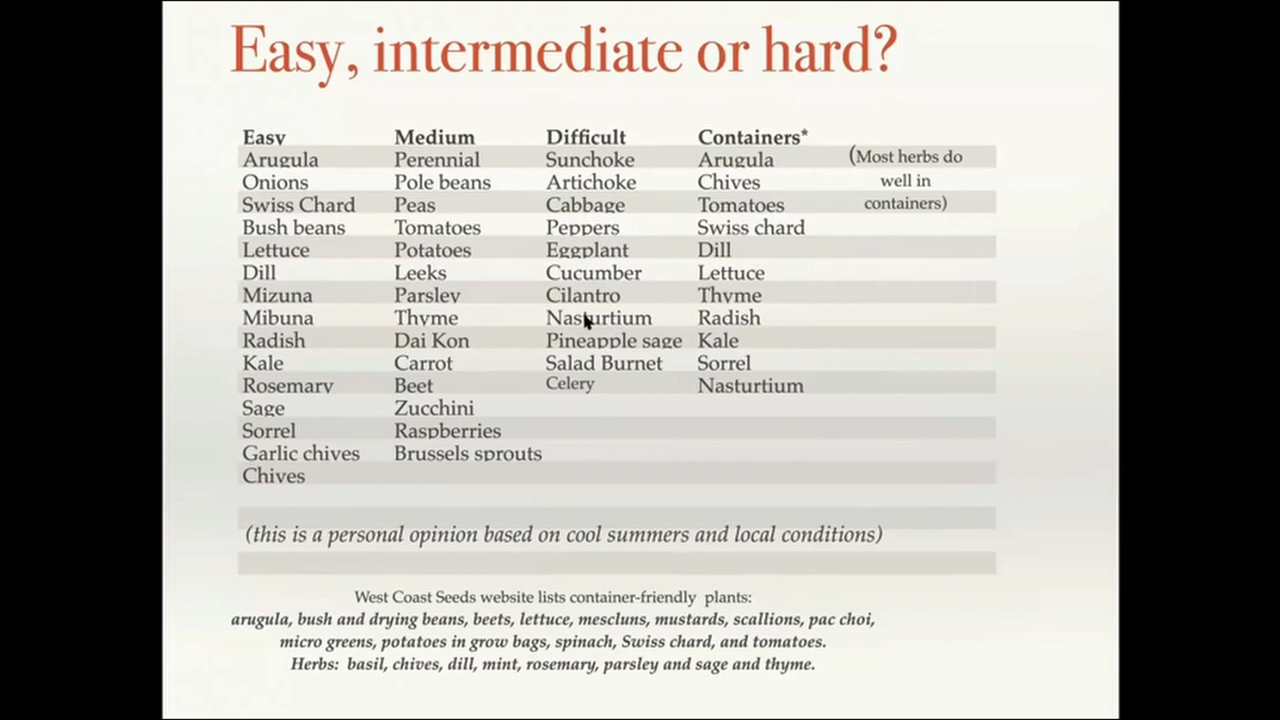 Easy, intermediate or hard?
Easy Medium Difficult Containers*
Arugula Perennial Sunchoke Arugula (Most herbs do
Onions Pole beans Artichoke Chives well in
Swiss Chard Peas Cabbage Tomatoes containers)
Bush beans Tomatoes Peppers Swiss chard
Lettuce Potatoes Eggplant Dill
Dill Leeks Cucumber Lettuce
Mizuna Parsley Cilantro Thyme
Mibuna Thyme Nasturtium Radish
Radish Dai Kon Pineapple sage Kale
Kale Carrot Salad Burnet Sorrel
Rosemary Beet Celery Nasturtium
Sage Zucchini
Sorrel Raspberries
Garlic chives Brussels sprouts
Chives
(this is a personal opinion based on cool summers and local conditions)
West Coast Seeds website lists container-friendly plants:
arugula, bush and drying beans, beets, lettuce, mescluns, mustards, scallions, pac choi,
micro greens, potatoes in grow bags, spinach, Swiss chard, and tomatoes.
Herbs: basil, chives, dill, mint, rosemary, parsley and sage and thyme.